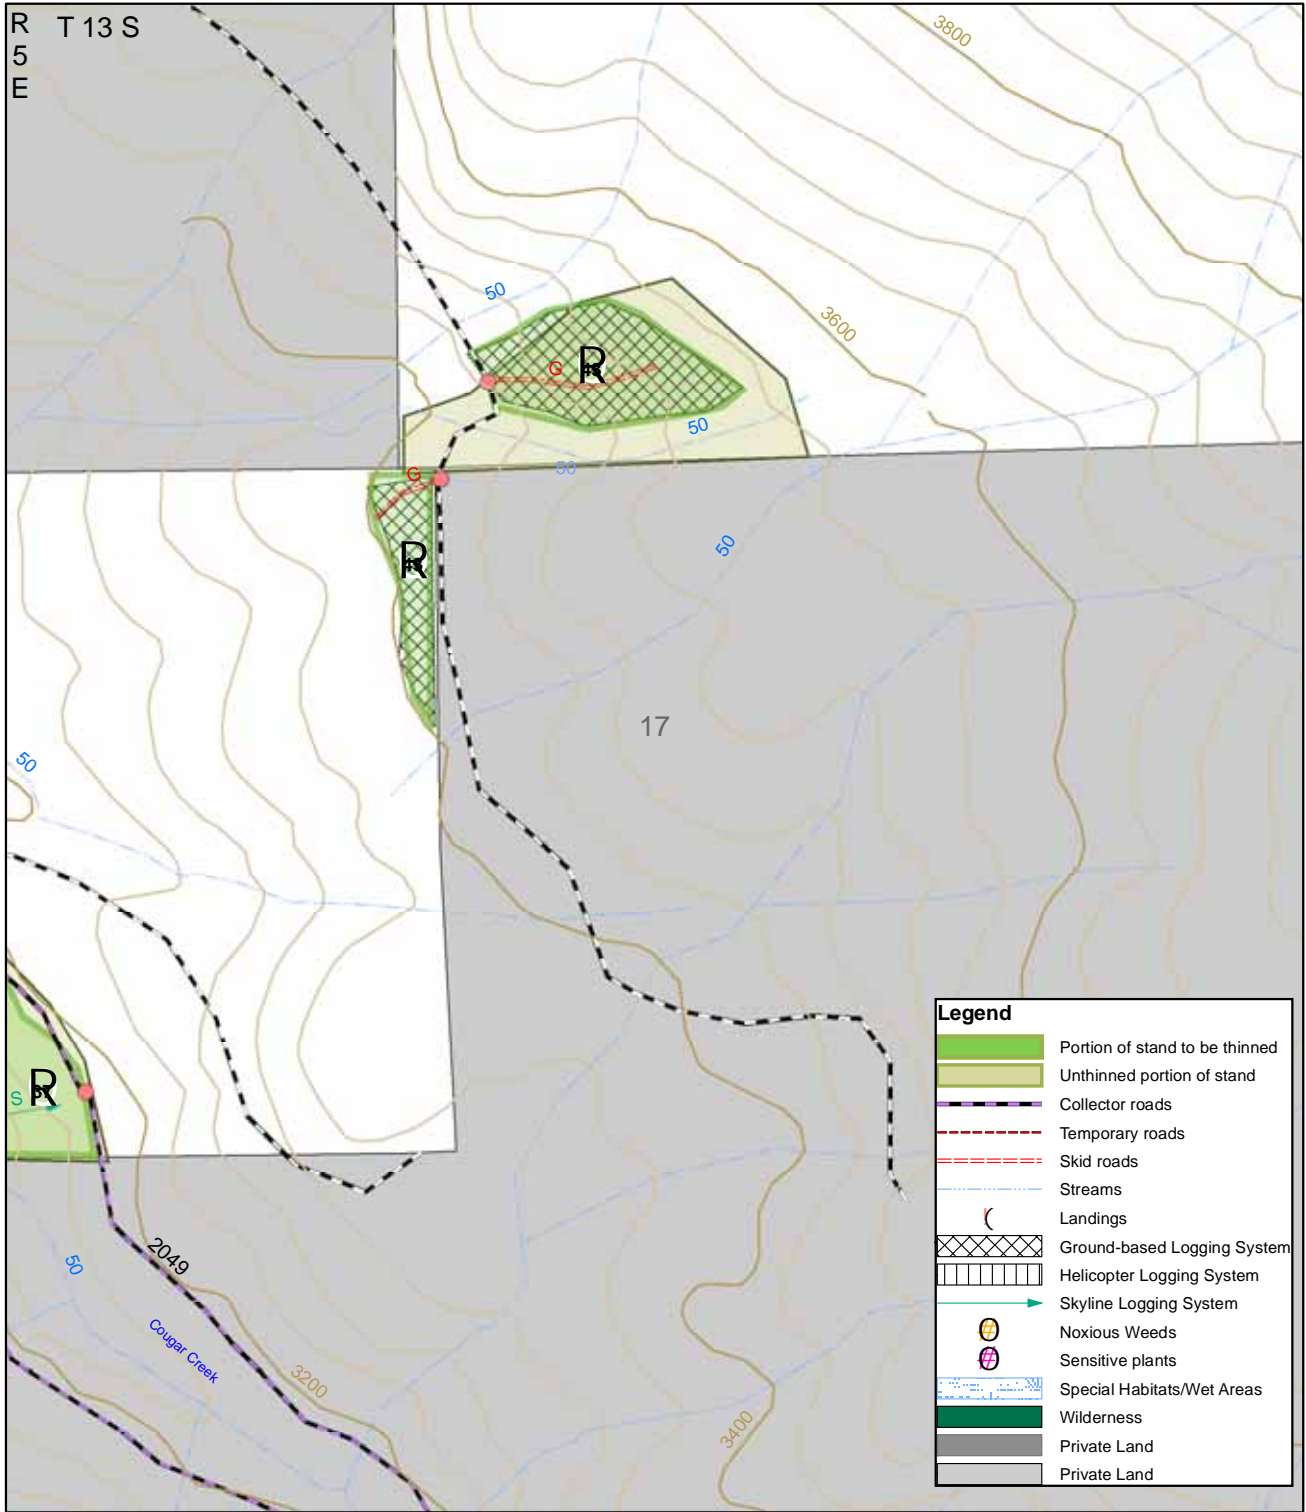 R
5
E
T 13 S
3800
50
3600
G
R
50
50
G
R
50
17
50
R
S
2049
50
Cougar Creek
3200
3400
Legend
Portion of stand to be thinned
Unthinned portion of stand
Collector roads
Temporary roads
Skid roads
Streams
Landings
Ground-based Logging System
Helicopter Logging System
Skyline Logging System
Noxious Weeds
Sensitive plants
Special Habitats/Wet Areas
Wilderness
Private Land
Private Land